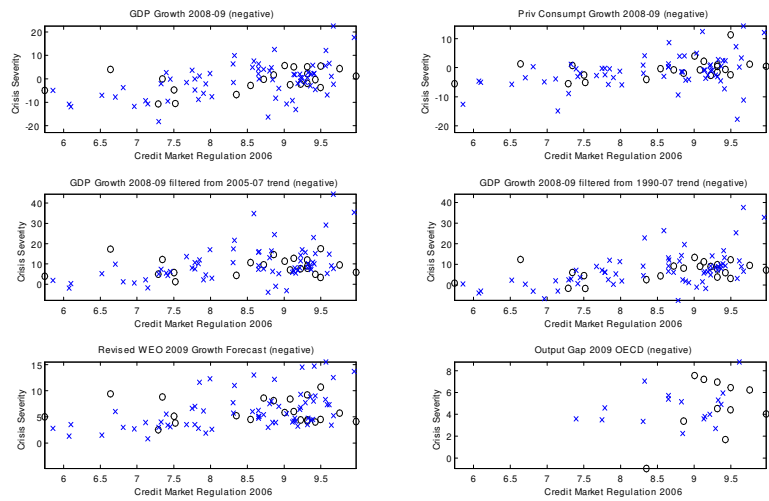 GDP Growth 2008-09 (negative)
20
10
0
-10
-20
Crisis Severity
6 6.5 7 7.5 8 8.5 9 9.5
Credit Market Regulation 2006
Priv Consumpt Growth 2008-09 (negative)
10
0
-10
-20
Crisis Severity
6 6.5 7 7.5 8 8.5 9 9.5
Credit Market Regulation 2006
GDP Growth 2008-09 filtered from 2005-07 trend (negative)
40
30
20
10
0
Crisis Severity
6 6.5 7 7.5 8 8.5 9 9.5
Credit Market Regulation 2006
GDP Growth 2008-09 filtered from 1990-07 trend (negative)
40
30
20
10
0
Crisis Severity
6 6.5 7 7.5 8 8.5 9 9.5
Credit Market Regulation 2006
Revised WEO 2009 Growth Forecast (negative)
15
10
5
0
Crisis Severity
6 6.5 7 7.5 8 8.5 9 9.5
Credit Market Regulation 2006
Output Gap 2009 OECD (negative)
8
6
4
2
0
Crisis Severity
6 6.5 7 7.5 8 8.5 9 9.5
Credit Market Regulation 2006